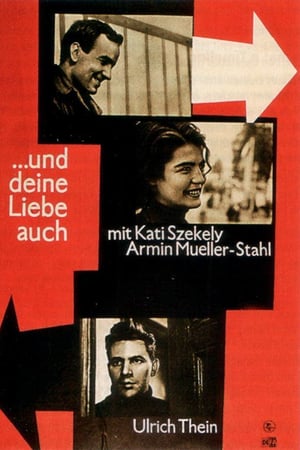 ...und
deine
Liebe
auch
mit Kati Szekely
Armin Mueller-Stahl
Ulrich Thein